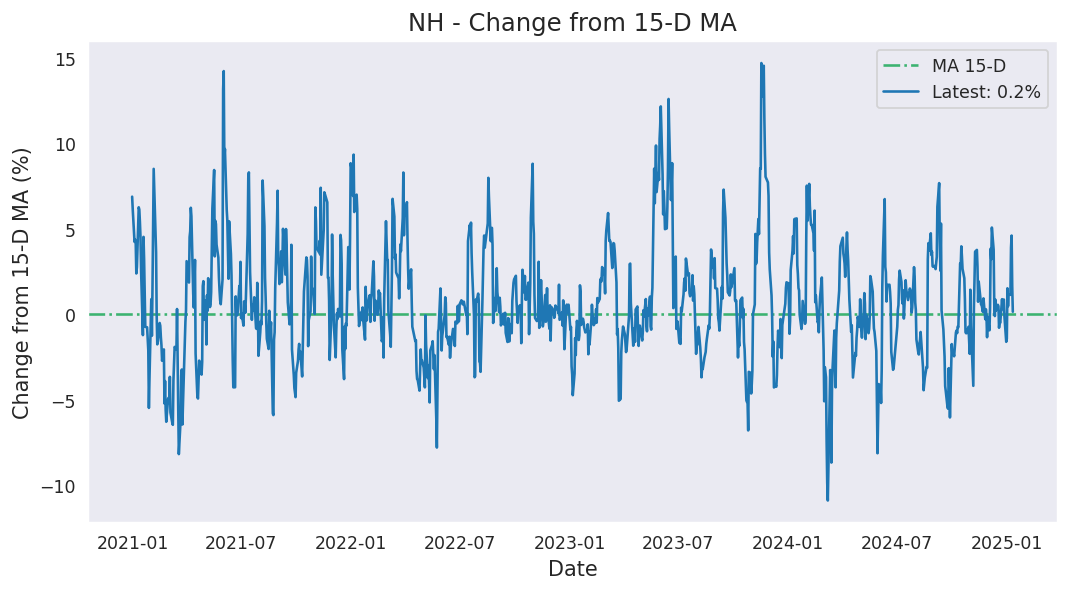 NH - Change from 15-D MA
MA 15-D
Latest: 0.2%
Change from 15-D MA (%)
15
10
5
0
−5
−10
2021-01 2021-07 2022-01 2022-07 2023-01 2023-07 2024-01 2024-07 2025-01
Date